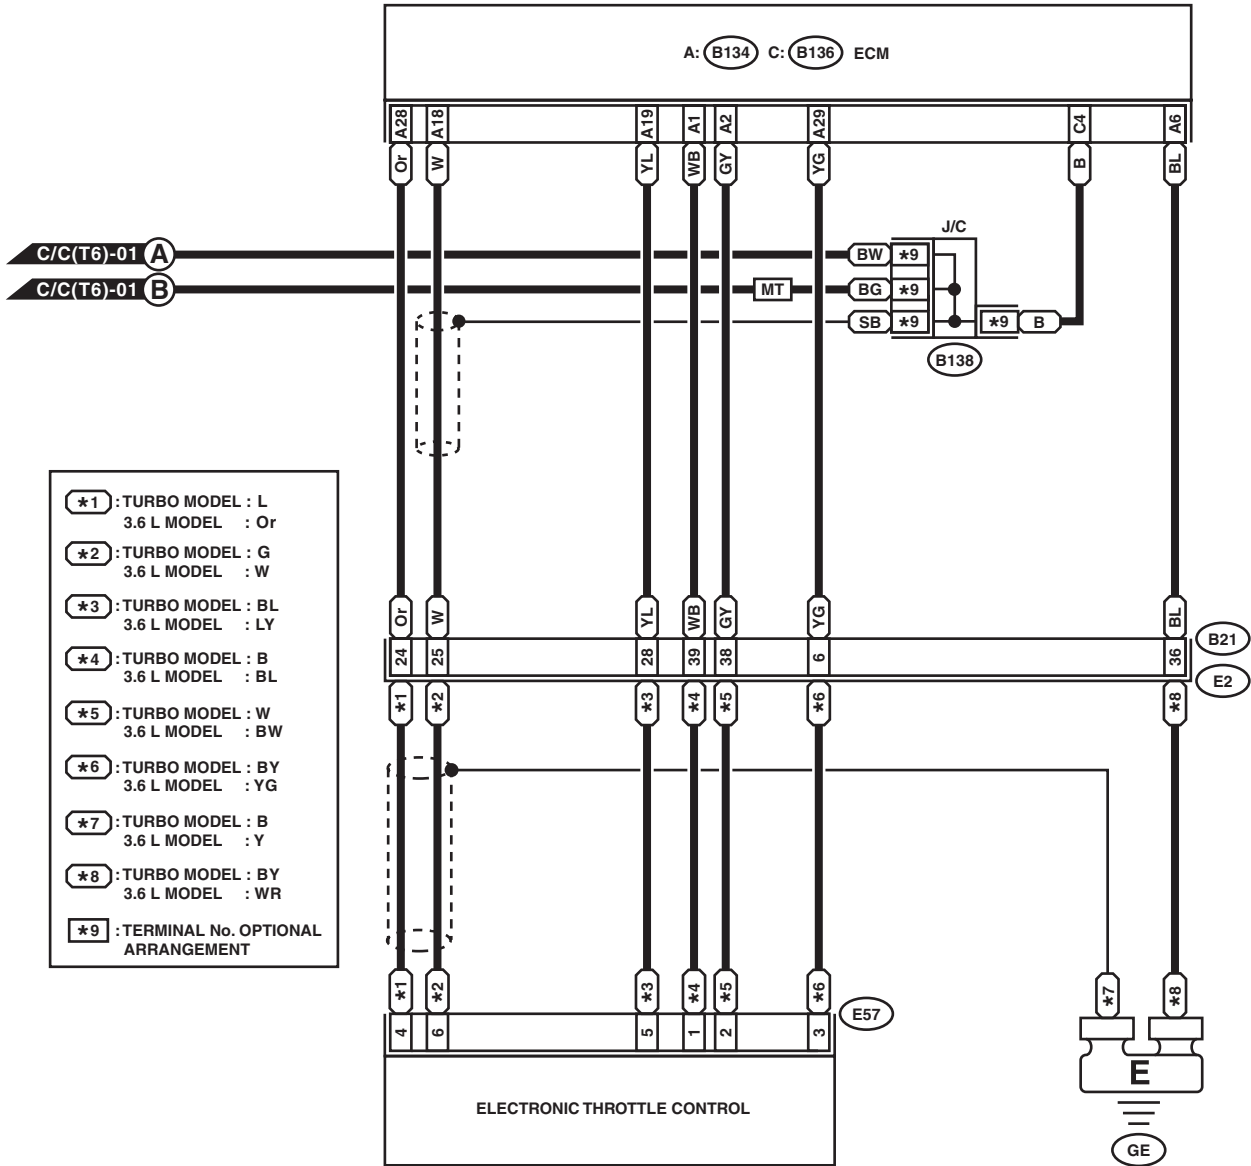 A: B134 C: B136 ECM
A28 A18 A19 A1 A2 A29 C4 A6
Or W YL WB GY YG B BL
J/C
C/C(T6)-01 A BW *9
C/C(T6)-01 B MT BG *9
SB *9 *9 B
B138
*1 : TURBO MODEL : L
3.6 L MODEL : Or
*2 : TURBO MODEL : G
3.6 L MODEL : W
*3 : TURBO MODEL : BL
3.6 L MODEL : LY
*4 : TURBO MODEL : B
3.6 L MODEL : BL
*5 : TURBO MODEL : W
3.6 L MODEL : BW
*6 : TURBO MODEL : BY
3.6 L MODEL : YG
*7 : TURBO MODEL : B
3.6 L MODEL : Y
*8 : TURBO MODEL : BY
3.6 L MODEL : WR
*9 : TERMINAL No. OPTIONAL
ARRANGEMENT
Or W YL WB GY YG BL
B21
24 25 28 39 38 6 36
E2
*1 *2 *3 *4 *5 *6 *8
*1 *2 *3 *4 *5 *6 *7 *8
E57
4 6 5 1 2 3
E
ELECTRONIC THROTTLE CONTROL
GE